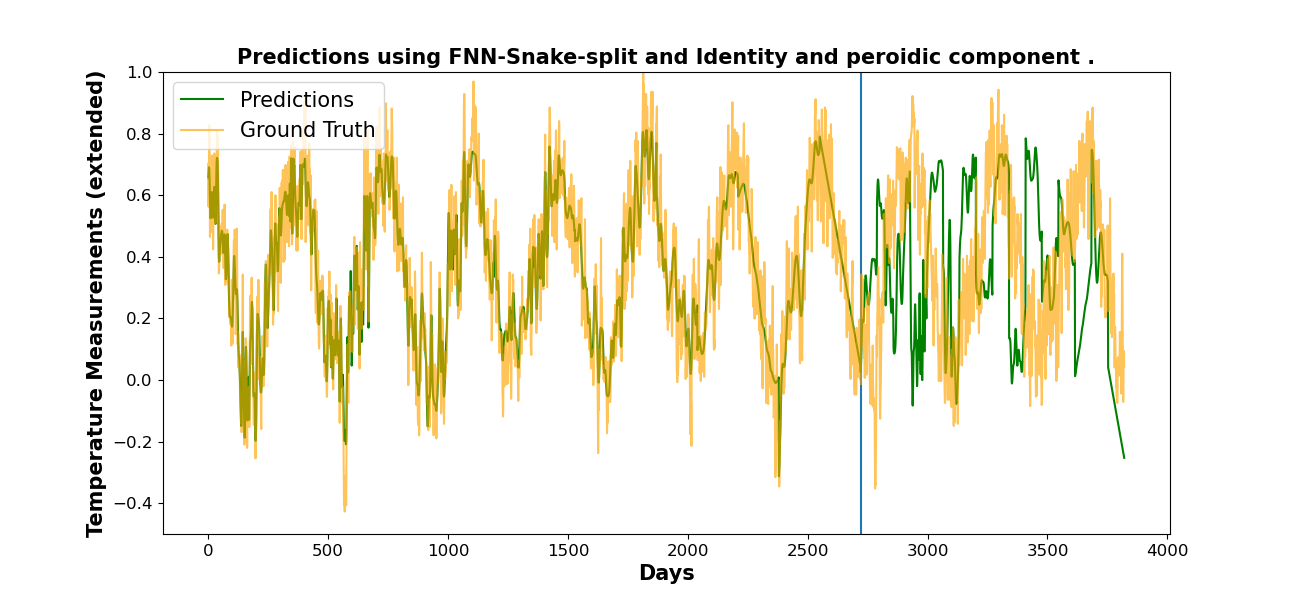 Predictions using FNN-Snake-split and Identity and peroidic component .
Predictions
Ground Truth
Temperature Measurements (extended)
1.0
0.8
0.6
0.4
0.2
0.0
−0.2
−0.4
0 500 1000 1500 2000 2500 3000 3500 4000
Days